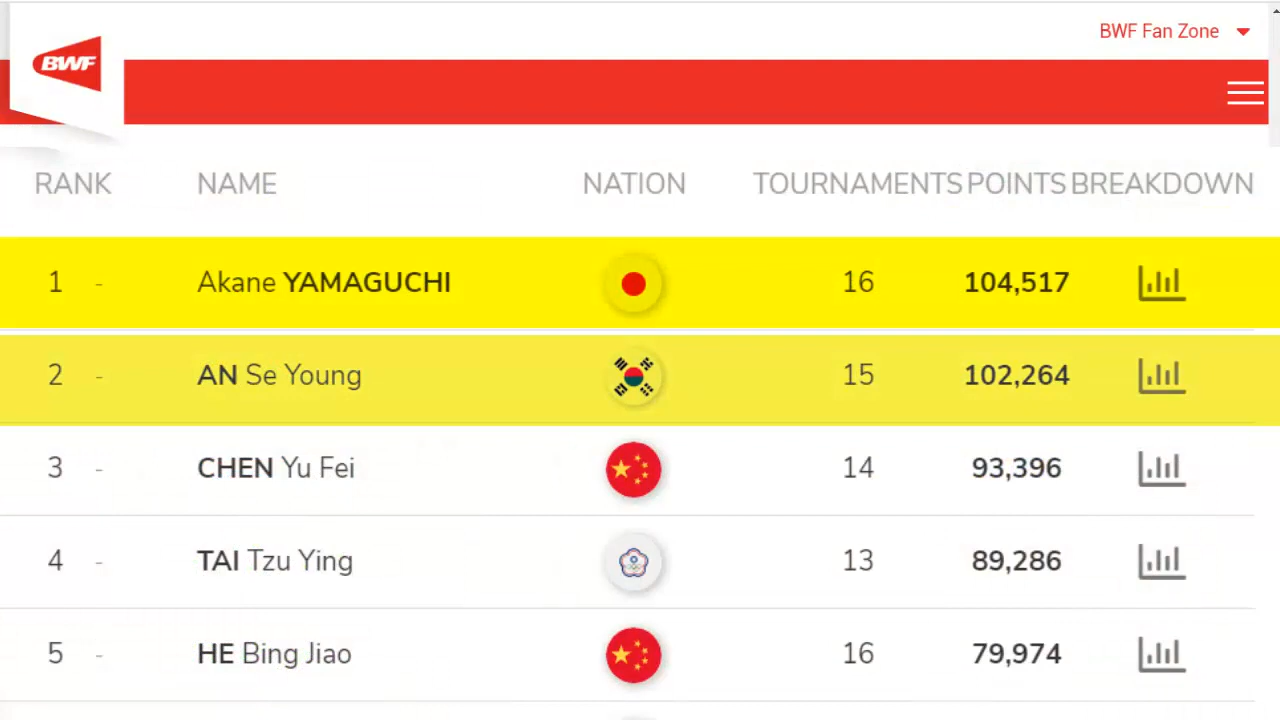 BWF Fan Zone
BWF
RANK NAME NATION TOURNAMENTS POINTS BREAKDOWN
1 - Akane YAMAGUCHI 16 104,517
2 - AN Se Young 15 102,264
3 - CHEN Yu Fei 14 93,396
4 - TAI Tzu Ying 13 89,286
5 - HE Bing Jiao 16 79,974